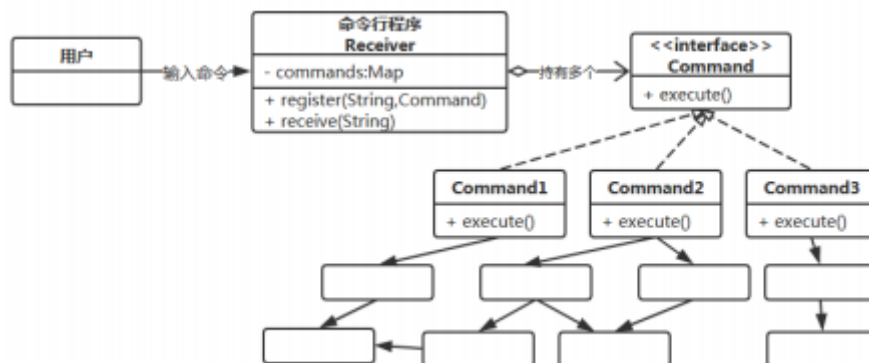 用户
输入命令
命令行程序
Receiver
- commands:Map
+ register(String,Command)
+ receive(String)
持有多个
<<interface>>
Command
+ execute()
Command1
+ execute()
Command2
+ execute()
Command3
+ execute()